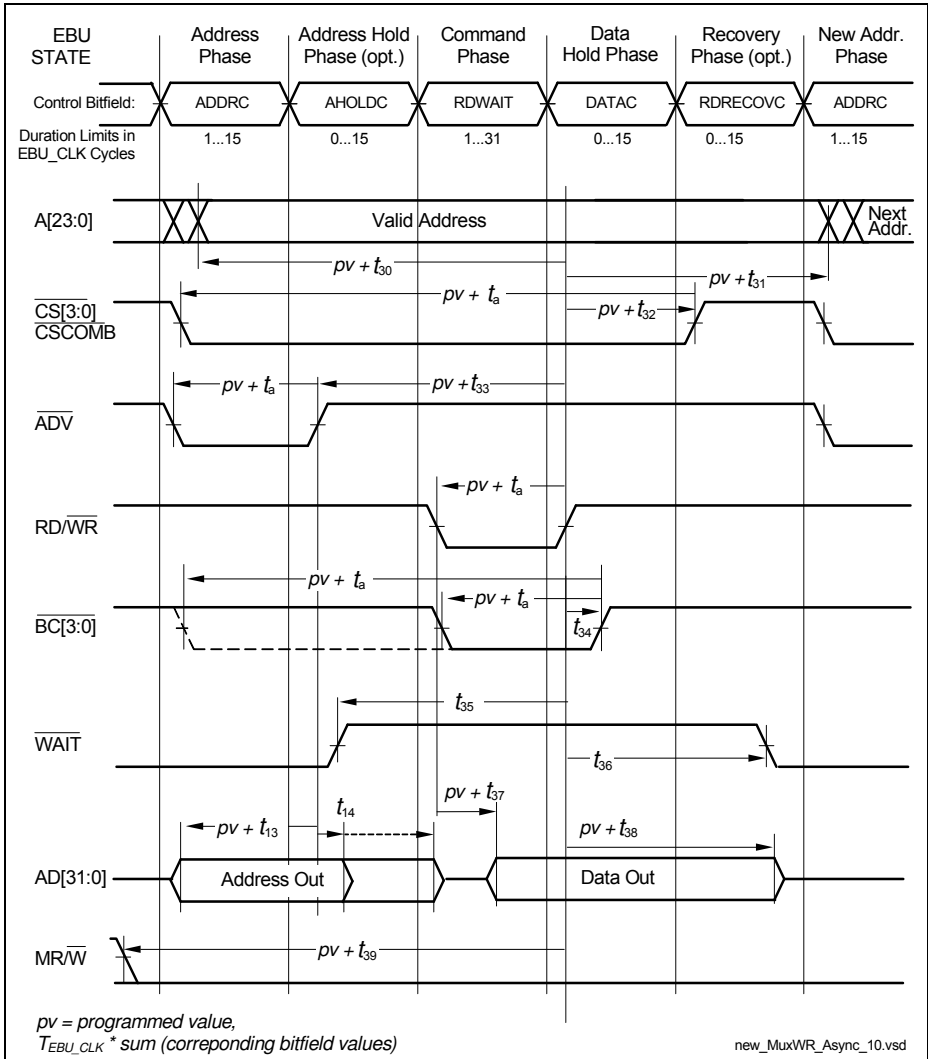 EBU STATE
Address Phase
Address Hold Phase (opt.)
Command Phase
Data Hold Phase
Recovery Phase (opt.)
New Addr. Phase
Control Bitfield: ADDRC AHOLDC RDWAIT DATAC RDRECOVC ADDRC
Duration Limits in EBU_CLK Cycles 1...15 0...15 1...31 0...15 0...15 1...15
A[23:0] Valid Address Next Addr.
pv + t30
pv + t31
pv + ta
CS[3:0] pv + t32
CSCOMB
pv + ta pv + t33
ADV
pv + ta
RD/WR
pv + ta
pv + ta
BC[3:0] t34
t35
WAIT
t36
pv + t37
pv + t13 t14 pv + t38
AD[31:0] Address Out Data Out
MR/W pv + t39
pv = programmed value,
TEBU_CLK * sum (correponding bitfield values)
new_MuxWR_Async_10.vsd